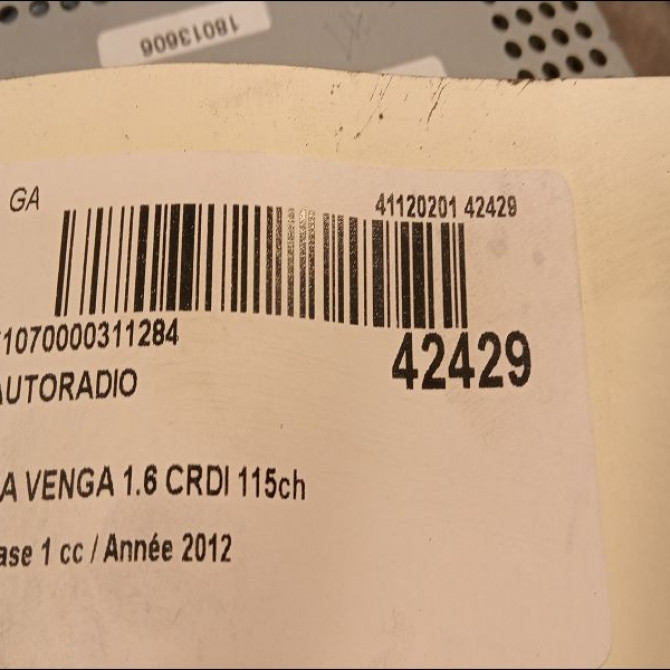 18013606
GA
41120201 42429
1070000311284
42429
AUTORADIO
A VENGA 1.6 CRDI 115ch
ase 1 cc / Année 2012